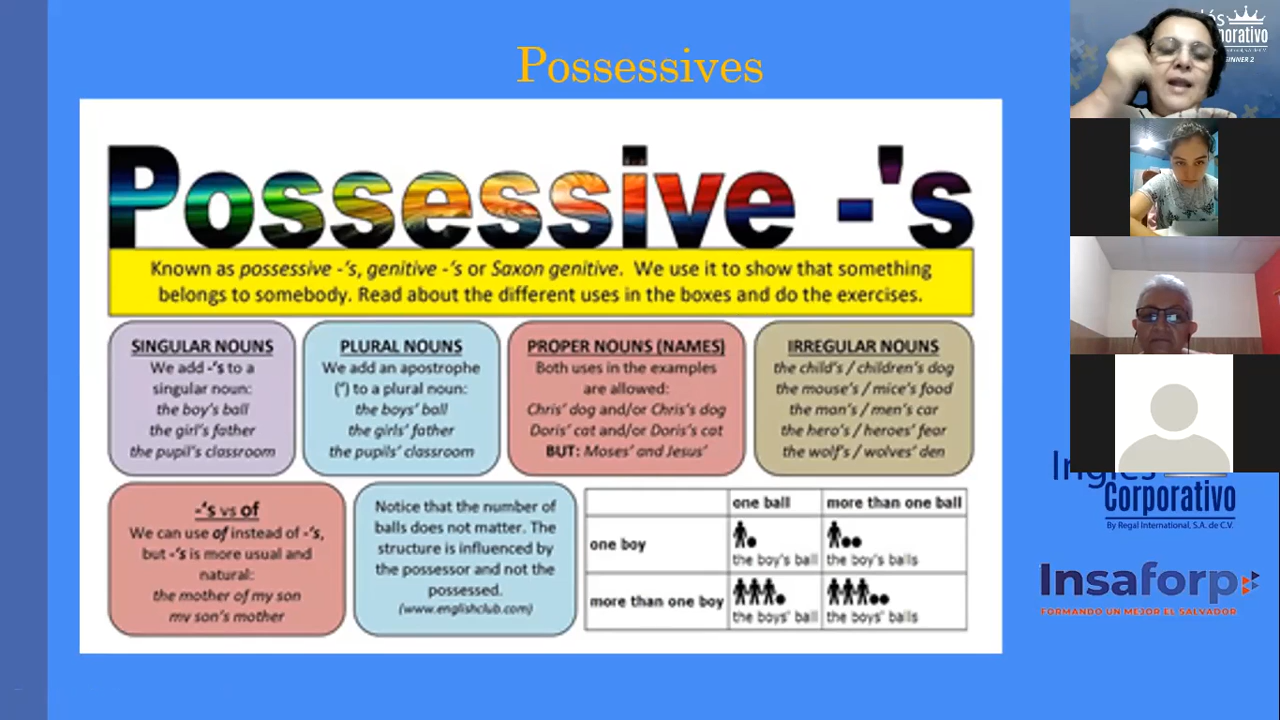 Possessives
Possessive -'s
Known as possessive -'s, genitive -'s or Saxon genitive. We use it to show that something
belongs to somebody. Read about the different uses in the boxes and do the exercises.
SINGULAR NOUNS
We add -'s to a
singular noun:
the boy's ball
the girl's father
the pupil's classroom
PLURAL NOUNS
We add an apostrophe
(') to a plural noun:
the boys' ball
the girls' father
the pupils' classroom
PROPER NOUNS (NAMES)
Both uses in the examples
are allowed:
Chris' dog and/or Chris's dog
Doris' cat and/or Doris's cat
BUT: Moses' and Jesus'
IRREGULAR NOUNS
the child's / children's dog
the mouse's / mice's food
the man's / men's car
the hero's / heroes' fear
the wolf's / wolves' den
-'s vs of
We can use of instead of -'s,
but -'s is more usual and
natural:
the mother of my son
my son's mother
Notice that the number of
balls does not matter. The
structure is influenced by
the possessor and not the
possessed.
(www.englishclub.com)
one ball more than one ball
one boy
the boy's ball the boy's balls
more than one boy
the boys' ball the boys' balls
Corporativo
By Regal International, S.A. de C.V.
Insaforp
FORMANDO UN MEJOR EL SALVADOR